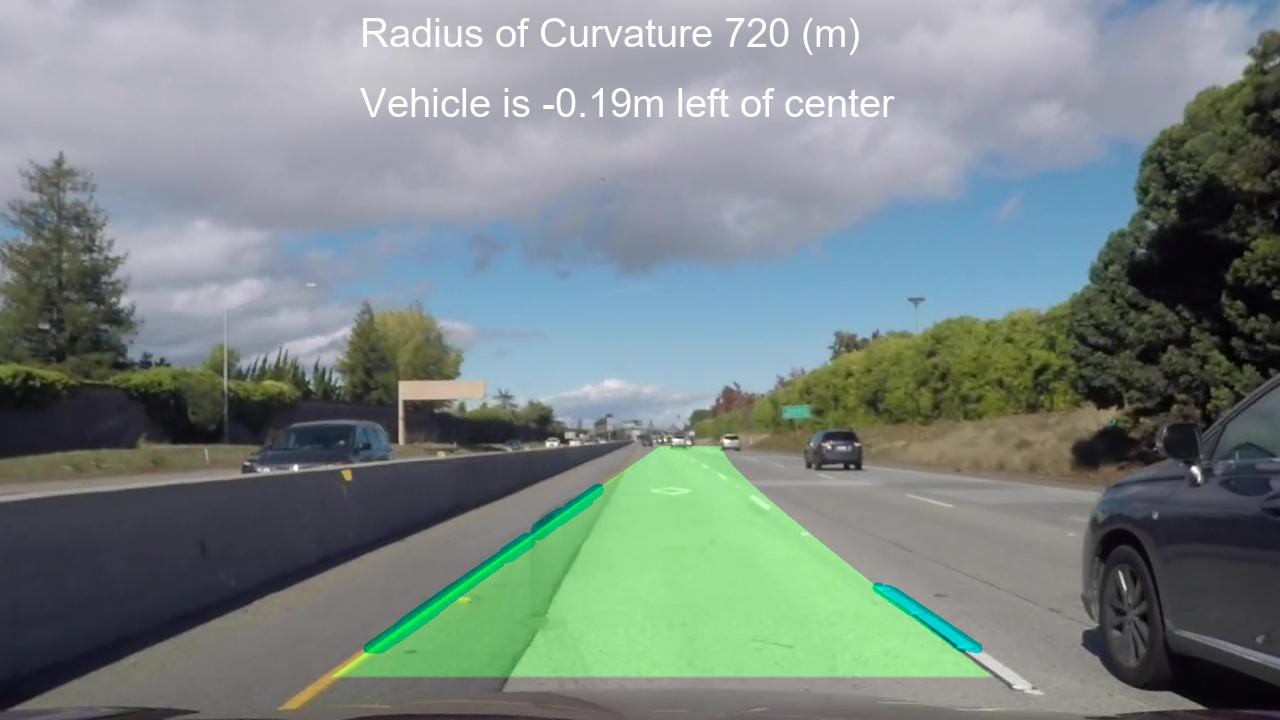 Radius of Curvature 720 (m)
Vehicle is -0.19m left of center